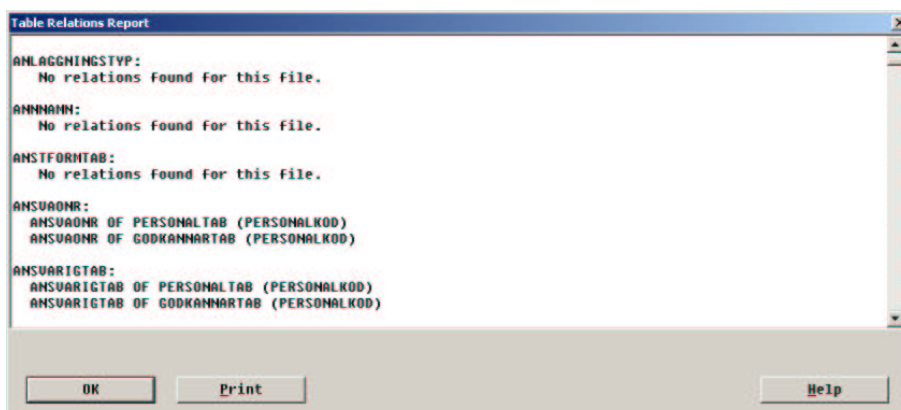 Table Relations Report
ANLAGGNINGSTYP:
No relations found for this file.
ANNNAMN:
No relations found for this file.
ANSTFORMTAB:
No relations found for this file.
ANSVAONR:
ANSVAONR OF PERSONALTAB (PERSONALKOD)
ANSVAONR OF GODKANNARTAB (PERSONALKOD)
ANSVARIGTAB:
ANSVARIGTAB OF PERSONALTAB (PERSONALKOD)
ANSVARIGTAB OF GODKANNARTAB (PERSONALKOD)
OK Print Help